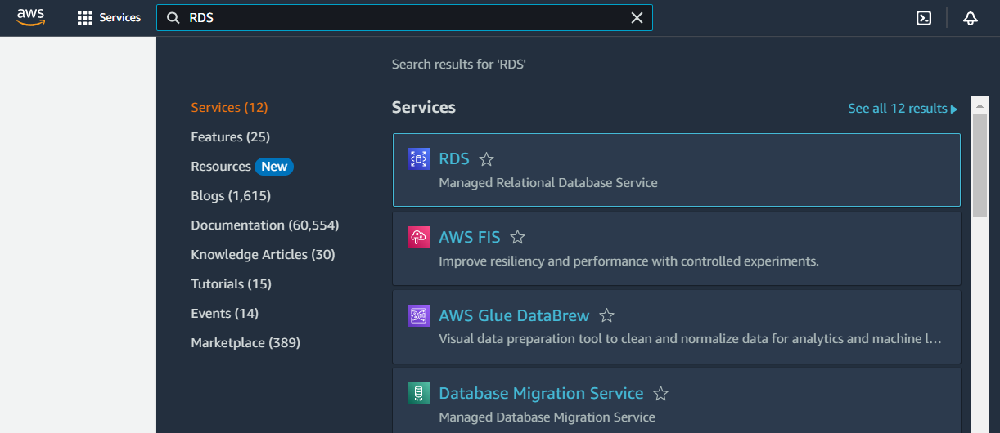 aws
Services
RDS
Search results for 'RDS'
Services (12)
Features (25)
Resources New
Blogs (1,615)
Documentation (60,554)
Knowledge Articles (30)
Tutorials (15)
Events (14)
Marketplace (389)
Services
See all 12 results
RDS
Managed Relational Database Service
AWS FIS
Improve resiliency and performance with controlled experiments.
AWS Glue DataBrew
Visual data preparation tool to clean and normalize data for analytics and machine l...
Database Migration Service
Managed Database Migration Service